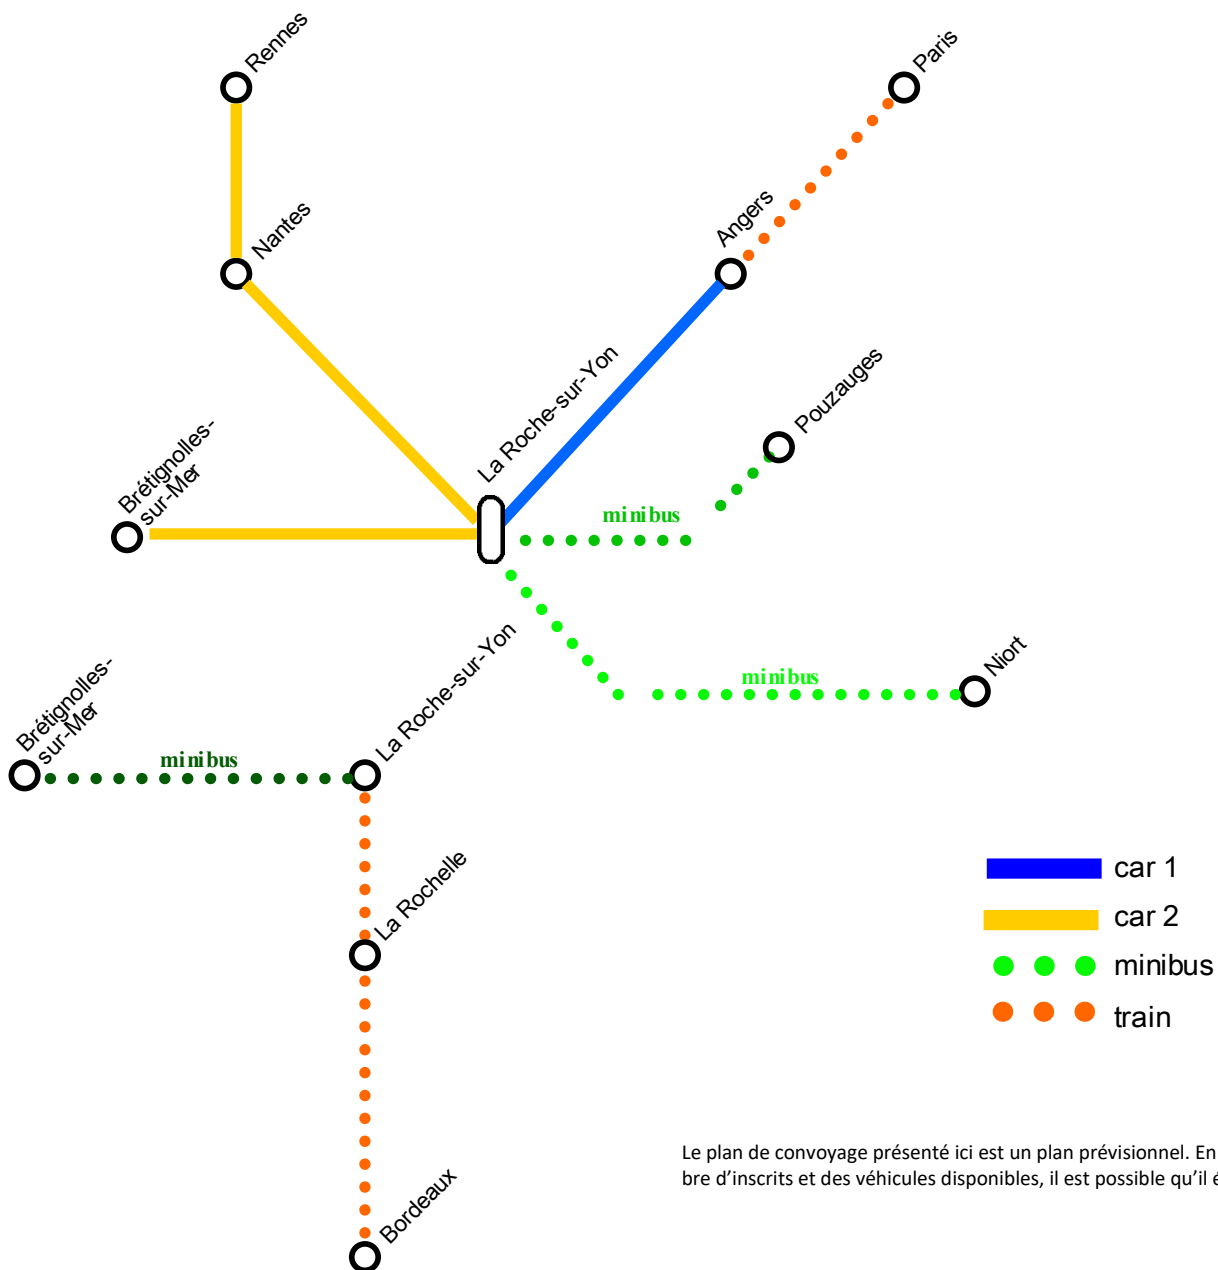 Rennes
Paris
Nantes
Angers
La Roche-sur-Yon
Pouzauges
Brétignolles-
sur-Mer
minibus
La Roche-sur-Yon
Niort
minibus
Brétignolles-
sur-Mer
minibus
La Rochelle
car 1
car 2
minibus
train
Le plan de convoyage présenté ici est un plan prévisionnel. En
bre d’inscrits et des véhicules disponibles, il est possible qu’il é
Bordeaux